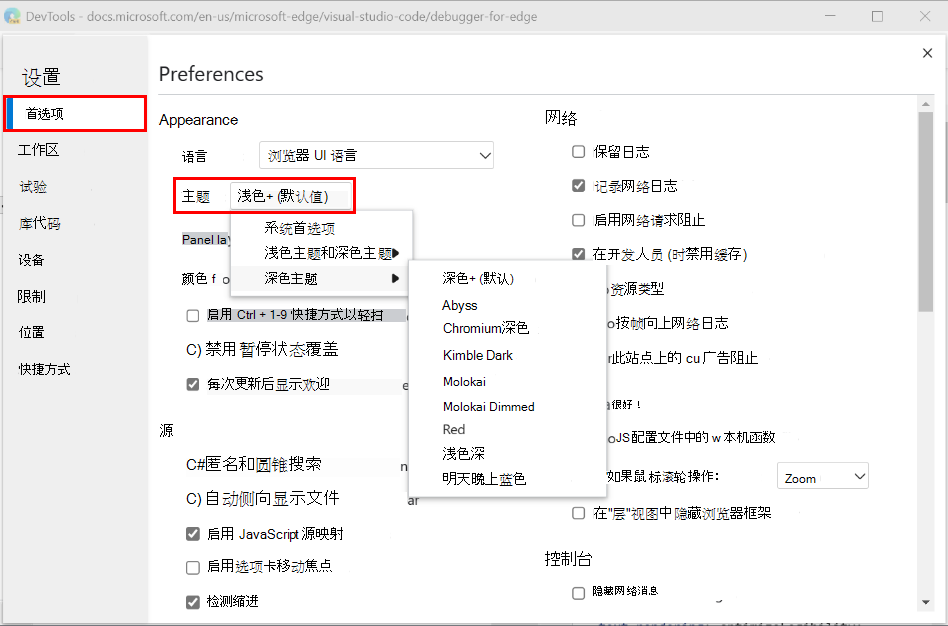 DevTools - docs.microsoft.com/en-us/microsoft-edge/visual-studio-code/debugger-for-edge
设置
首选项
工作区
试验
库代码
设备
限制
位置
快捷方式
Preferences
Appearance
语言
浏览器 UI 语言
主题
浅色+ (默认值)
系统首选项
浅色主题和深色主题
深色主题
Panel lay
颜色 f o
深色+ (默认)
Abyss
Chromium深色
Kimble Dark
Molokai
Molokai Dimmed
Red
浅色深
明天晚上蓝色
启用 Ctrl + 1-9 快捷方式以轻扫
C) 禁用 暂停状态覆盖
每次更新后显示欢迎
源
C#匿名和圆锥搜索
C) 自动侧向显示文件
ar
启用 JavaScript 源映射
启用选项卡移动焦点
检测缩进
网络
保留日志
记录网络日志
启用网络请求阻止
在开发人员 (时禁用缓存)
资源类型
o按帧向上网络日志
r此站点上的 cu 广告阻止
很好！
oJS配置文件中的 w 本机函数
如果鼠标滚轮操作:
Zoom
在"层"视图中隐藏浏览器框架
控制台
隐藏网络消息